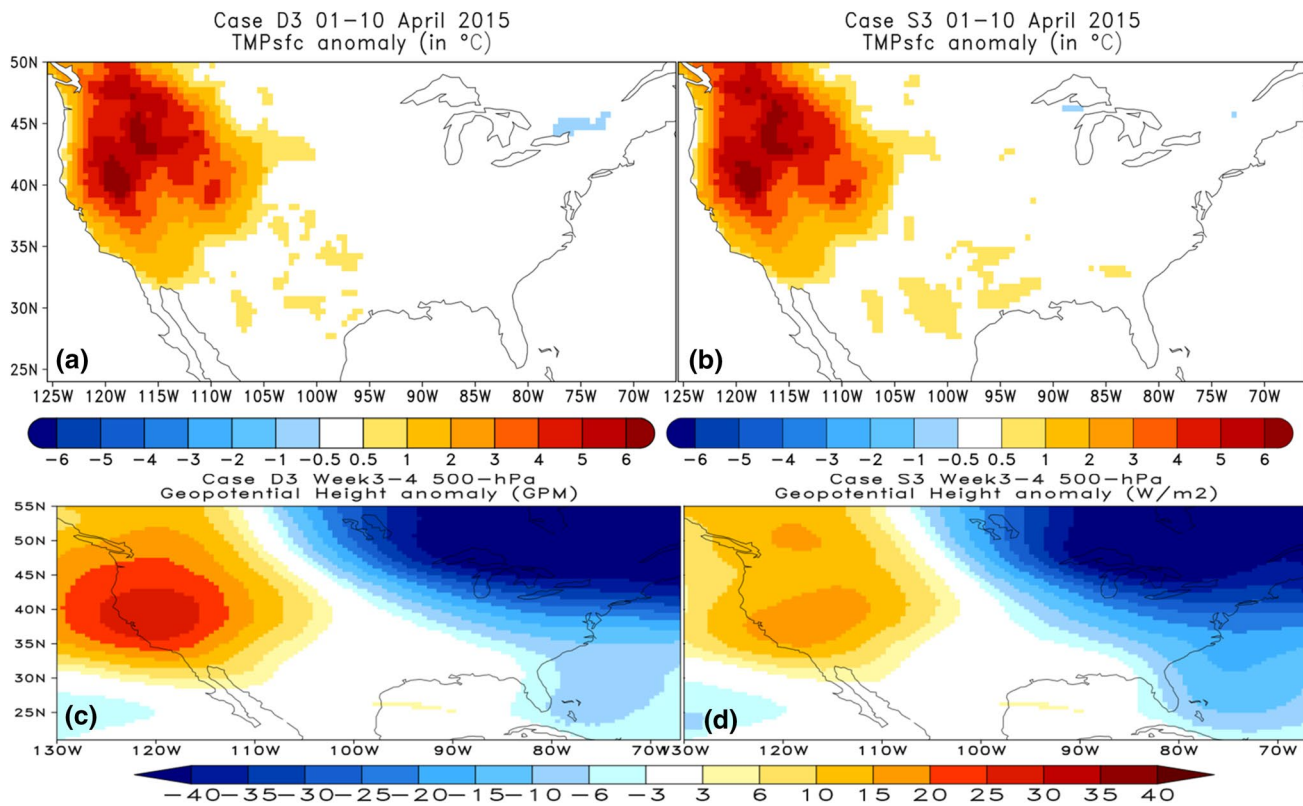 Case D3 01-10 April 2015
TMPsfc anomaly (in °C)
Case S3 01-10 April 2015
TMPsfc anomaly (in °C)
50N
45N
40N
35N
30N
25N
(a)
(b)
125W 120W 115W 110W 105W 100W 95W 90W 85W 80W 75W 70W
125W 120W 115W 110W 105W 100W 95W 90W 85W 80W 75W 70W
-6 -5 -4 -3 -2 -1 -0.5 0.5 1 2 3 4 5 6
-6 -5 -4 -3 -2 -1 -0.5 0.5 1 2 3 4 5 6
Case D3 Week3-4 500-hPa
Geopotential Height anomaly (GPM)
Case S3 Week3-4 500-hPa
Geopotential Height anomaly (W/m2)
55N
50N
45N
40N
35N
30N
25N
(c)
(d)
130W 120W 110W 100W 90W 80W 70W
130W 120W 110W 100W 90W 80W 70W
-40 -35 -30 -25 -20 -15 -10 -6 -3 3 6 10 15 20 25 30 35 40